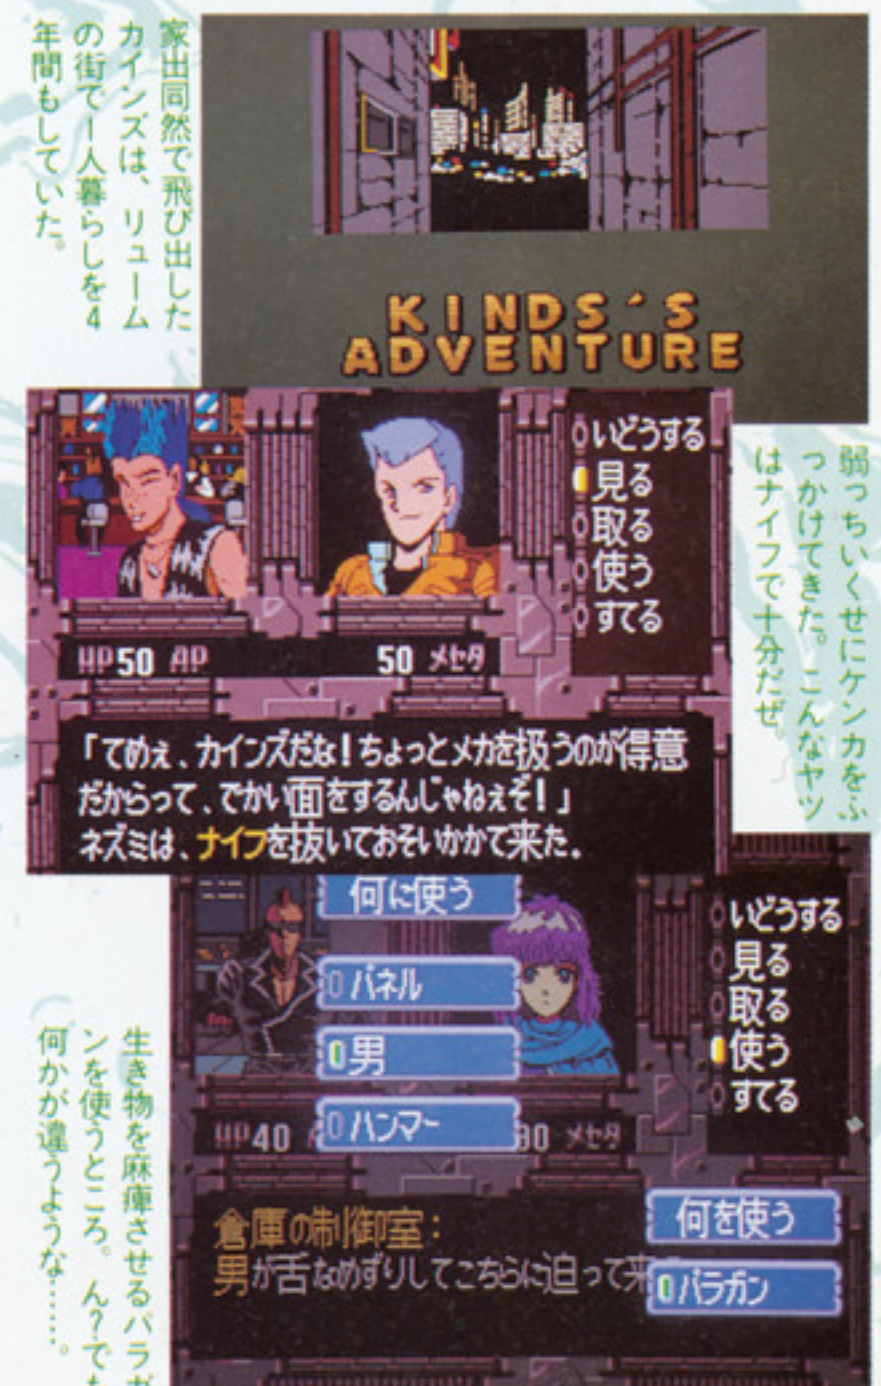 家出同然で飛び出した
カインズは、リューム
の街で一人暮らしを4
年間もしていた。
KINDS'S
ADVENTURE
弱っちいくせにケンカをふ
っかけてきた。こんなヤツ
はナイフで十分だぜ。
いどうする
見る
取る
使う
すてる
HP50 AP
50 メセタ
「てめぇ、カインズだな!ちょっとメカを扱うのが得意
だからって、でかい面をするんじゃねぇぞ!」
ネズミは、ナイフを抜いておそいかかて来た。
何に使う
パネル
男
ハンマー
いどうする
見る
取る
使う
すてる
HP40
メセタ
倉庫の制御室:
男が舌なめずりしてこちらに迫って来
何を使う
パラガン
生き物を麻痺させるパラガ
ンを使うところ。ん?でも
何かが違うような……。